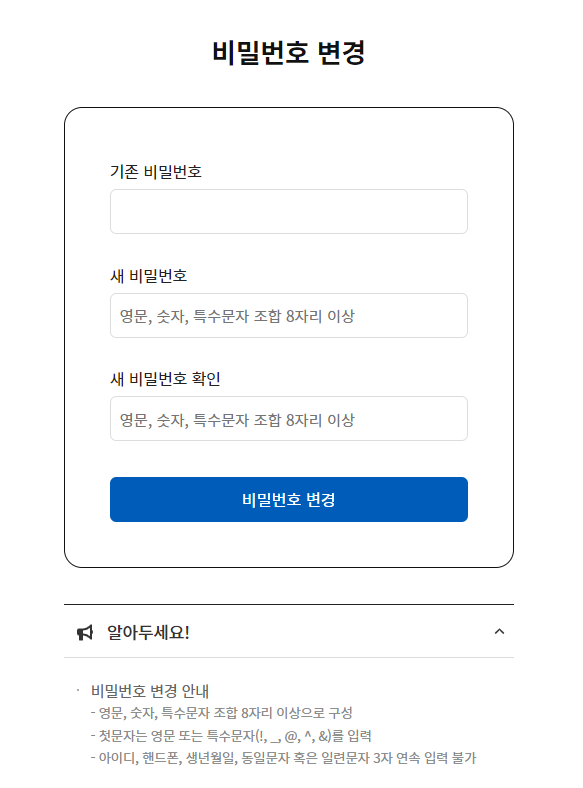 비밀번호 변경
기존 비밀번호
새 비밀번호
영문, 숫자, 특수문자 조합 8자리 이상
새 비밀번호 확인
영문, 숫자, 특수문자 조합 8자리 이상
비밀번호 변경
알아두세요!
· 비밀번호 변경 안내
- 영문, 숫자, 특수문자 조합 8자리 이상으로 구성
- 첫문자는 영문 또는 특수문자(!, _, @, ^, &)를 입력
- 아이디, 핸드폰, 생년월일, 동일문자 혹은 일련문자 3자 연속 입력 불가